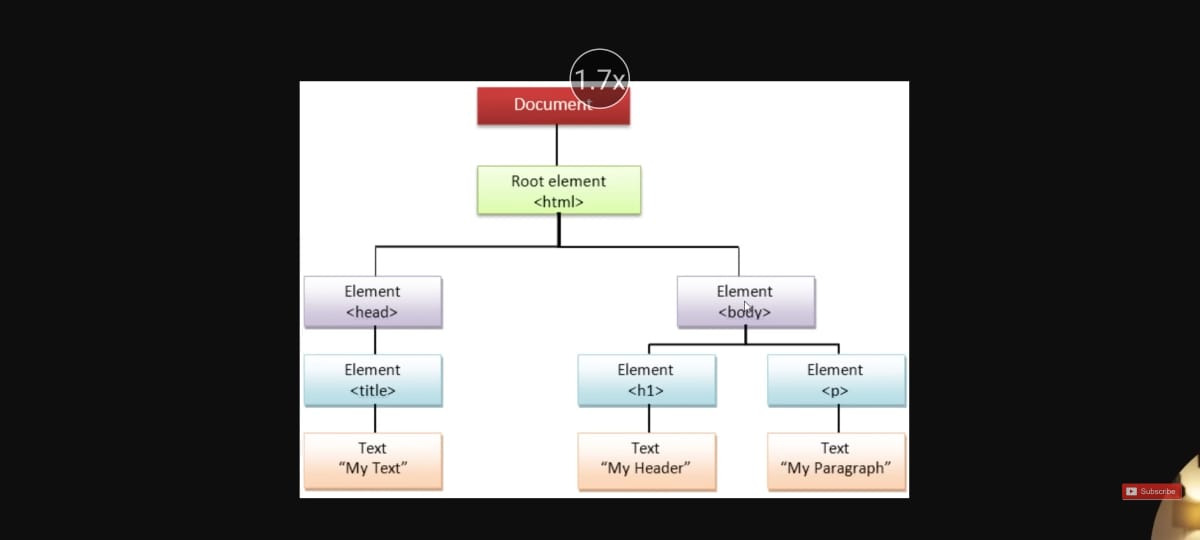 1.7x
Document
Root element
<html>
Element
<head>
Element
<body>
Element
<title>
Element
<h1>
Element
<p>
Text
“My Text”
Text
“My Header”
Text
“My Paragraph”
Subscribe